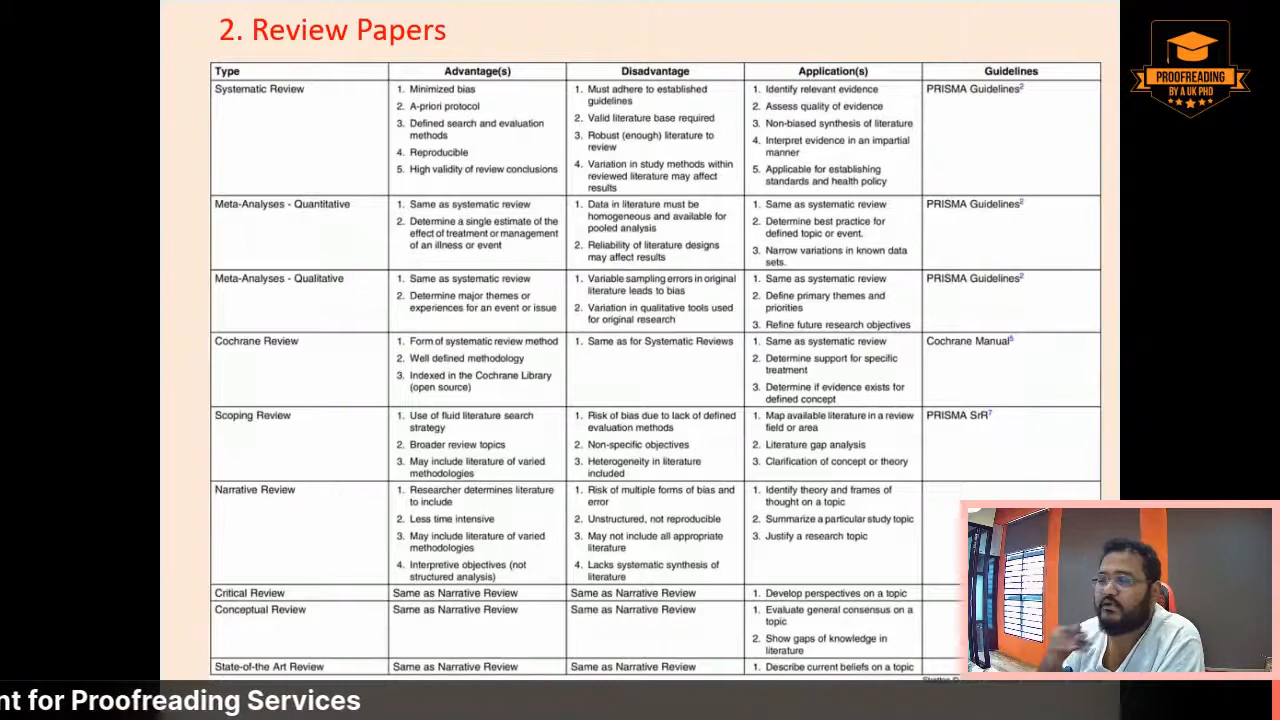 2. Review Papers
PROOFREADING
BY A UK PHD
Type
Advantage(s)
Disadvantage
Application(s)
Guidelines
Systematic Review
1. Minimized bias
2. A-priori protocol
3. Defined search and evaluation
methods
4. Reproducible
5. High validity of review conclusions
1. Must adhere to established
guidelines
2. Valid literature base required
3. Robust (enough) literature to
review
4. Variation in study methods within
reviewed literature may affect
results
1. Identify relevant evidence
2. Assess quality of evidence
3. Non-biased synthesis of literature
4. Interpret evidence in an impartial
manner
5. Applicable for establishing
standards and health policy
PRISMA Guidelines2
Meta-Analyses - Quantitative
1. Same as systematic review
2. Determine a single estimate of the
effect of treatment or management
of an illness or event
1. Data in literature must be
homogeneous and available for
pooled analysis
2. Reliability of literature designs
may affect results
1. Same as systematic review
2. Determine best practice for
defined topic or event.
3. Narrow variations in known data
sets.
PRISMA Guidelines2
Meta-Analyses - Qualitative
1. Same as systematic review
2. Determine major themes or
experiences for an event or issue
1. Variable sampling errors in original
literature leads to bias
2. Variation in qualitative tools used
for original research
1. Same as systematic review
2. Define primary themes and
priorities
3. Refine future research objectives
PRISMA Guidelines2
Cochrane Review
1. Form of systematic review method
2. Well defined methodology
3. Indexed in the Cochrane Library
(open source)
1. Same as for Systematic Reviews
1. Same as systematic review
2. Determine support for specific
treatment
3. Determine if evidence exists for
defined concept
Cochrane Manual5
Scoping Review
1. Use of fluid literature search
strategy
2. Broader review topics
3. May include literature of varied
methodologies
1. Risk of bias due to lack of defined
evaluation methods
2. Non-specific objectives
3. Heterogeneity in literature
included
1. Map available literature in a review
field or area
2. Literature gap analysis
3. Clarification of concept or theory
PRISMA SrR7
Narrative Review
1. Researcher determines literature
to include
2. Less time intensive
3. May include literature of varied
methodologies
4. Interpretive objectives (not
structured analysis)
1. Risk of multiple forms of bias and
error
2. Unstructured, not reproducible
3. May not include all appropriate
literature
4. Lacks systematic synthesis of
literature
1. Identify theory and frames of
thought on a topic
2. Summarize a particular study topic
3. Justify a research topic
Critical Review
Same as Narrative Review
Same as Narrative Review
1. Develop perspectives on a topic
Conceptual Review
Same as Narrative Review
Same as Narrative Review
1. Evaluate general consensus on a
topic
2. Show gaps of knowledge in
literature
State-of-the Art Review
Same as Narrative Review
Same as Narrative Review
1. Describe current beliefs on a topic
nt for Proofreading Services